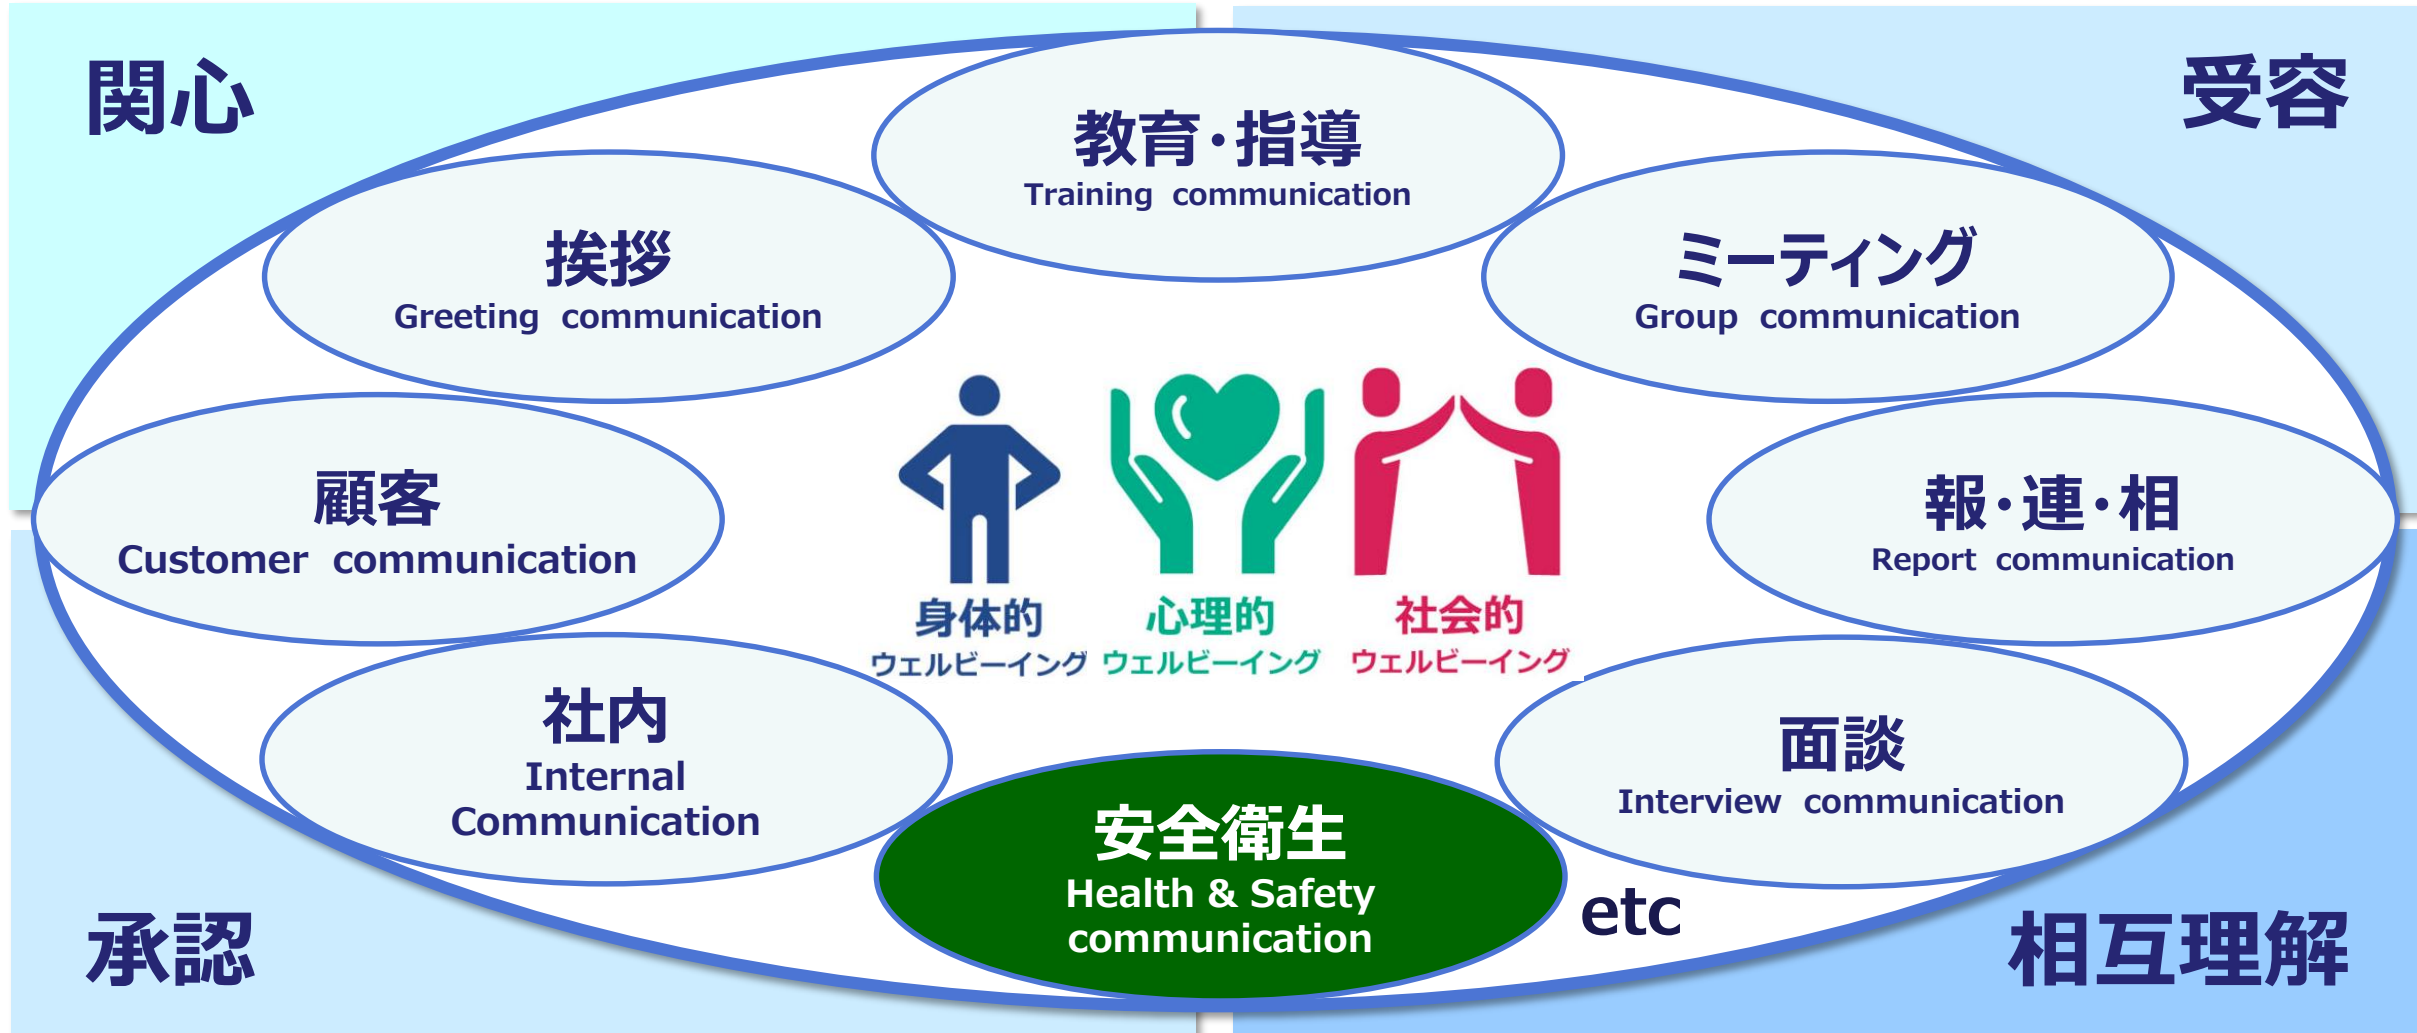 関心
受容
教育・指導
Training communication
挨拶
Greeting communication
ミーティング
Group communication
顧客
Customer communication
報・連・相
Report communication
身体的
ウェルビーイング
心理的
ウェルビーイング
社会的
ウェルビーイング
社内
Internal
Communication
面談
Interview communication
安全衛生
Health & Safety
communication
etc
承認
相互理解